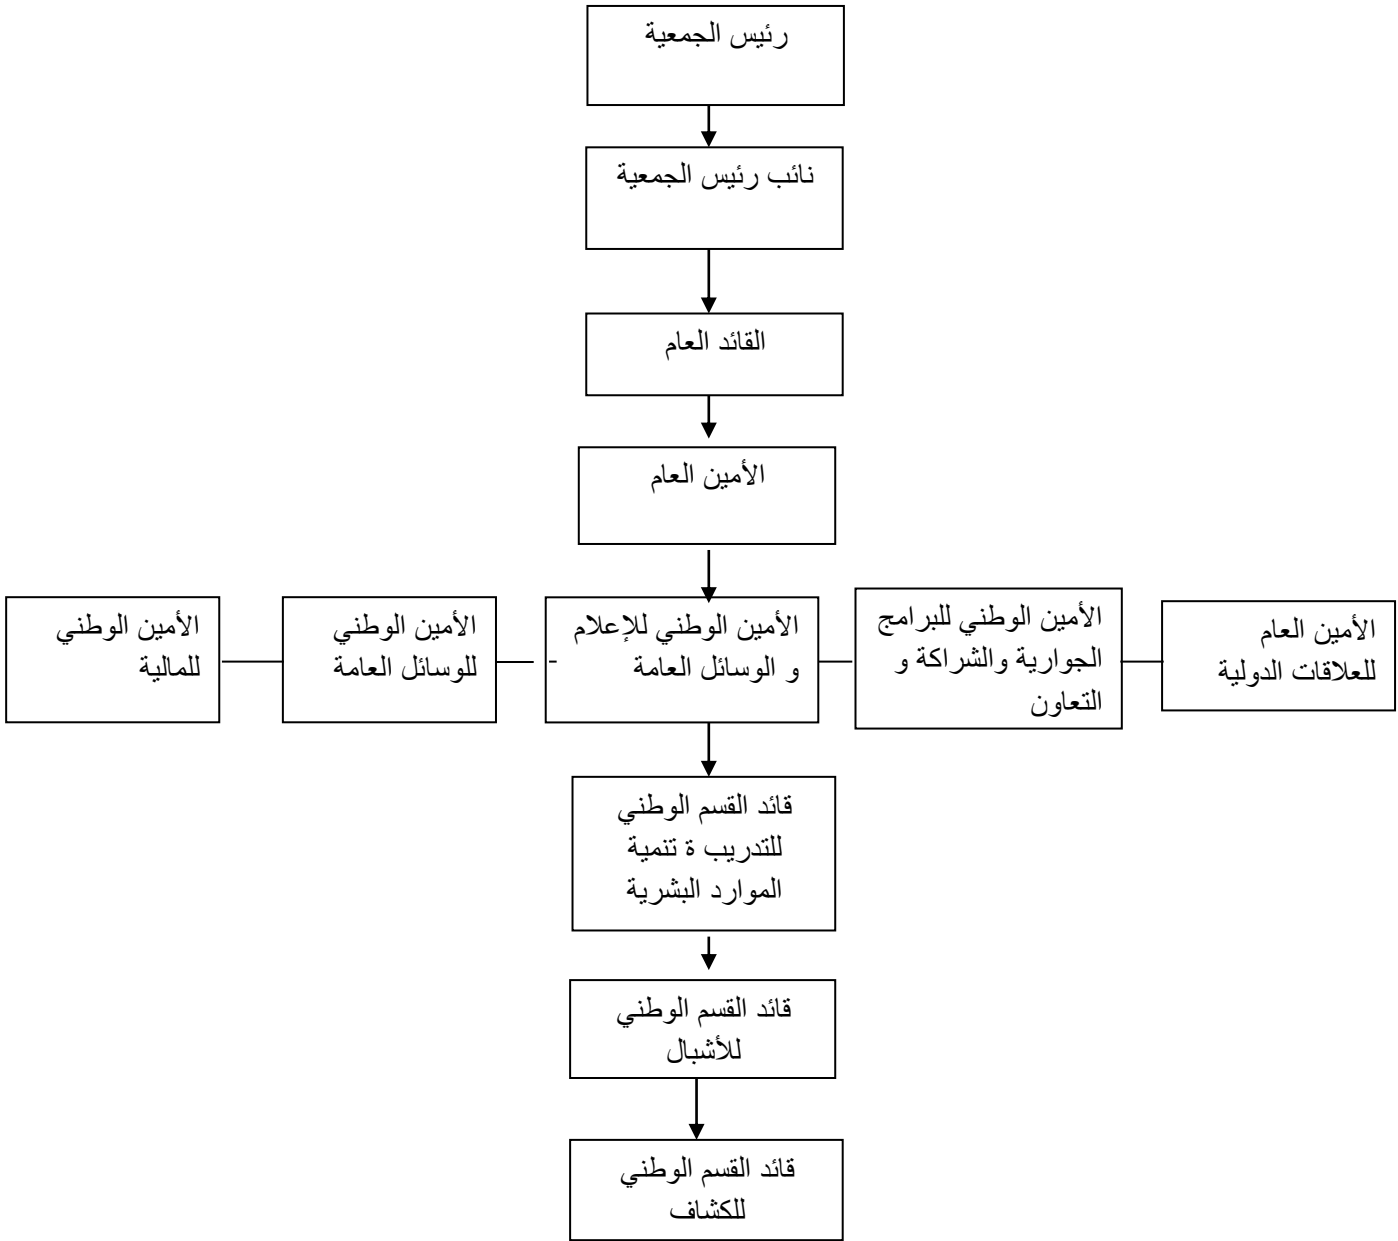 رئيس الجمعية
نائب رئيس الجمعية
القائد العام
الأمين العام
الأمين العام
للعلاقات الدولية
الأمين الوطني للبرامج
الجوارية والشراكة و
التعاون
الأمين الوطني للإعلام
و الوسائل العامة
-
الأمين الوطني
للوسائل العامة
الأمين الوطني
للمالية
قائد القسم الوطني
للتدريب ة تنمية
الموارد البشرية
قائد القسم الوطني
للأشبال
قائد القسم الوطني
للكشاف